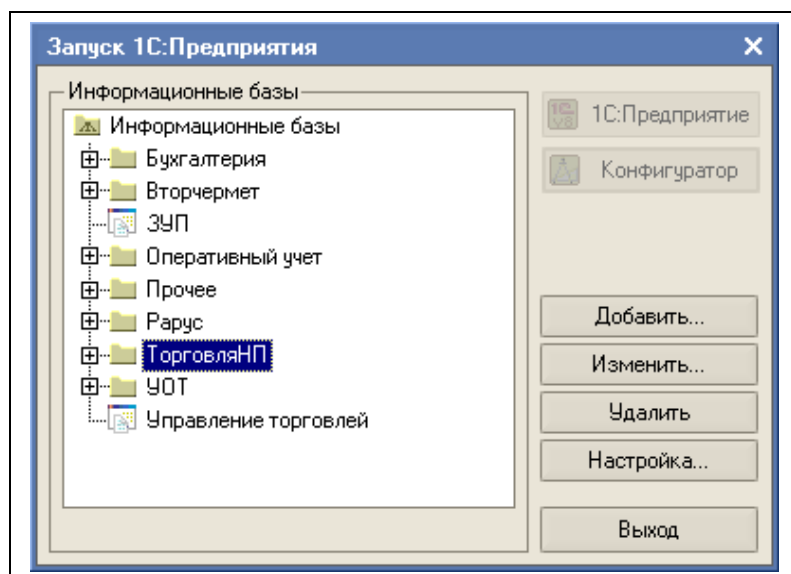 Запуск 1С:Предприятия
Информационные базы
Информационные базы
Бухгалтерия
Вторчермет
ЗУП
Оперативный учет
Прочее
Рарус
ТорговляНП
УОТ
Управление торговлей
1С:Предприятие
Конфигуратор
Добавить...
Изменить...
Удалить
Настройка...
Выход